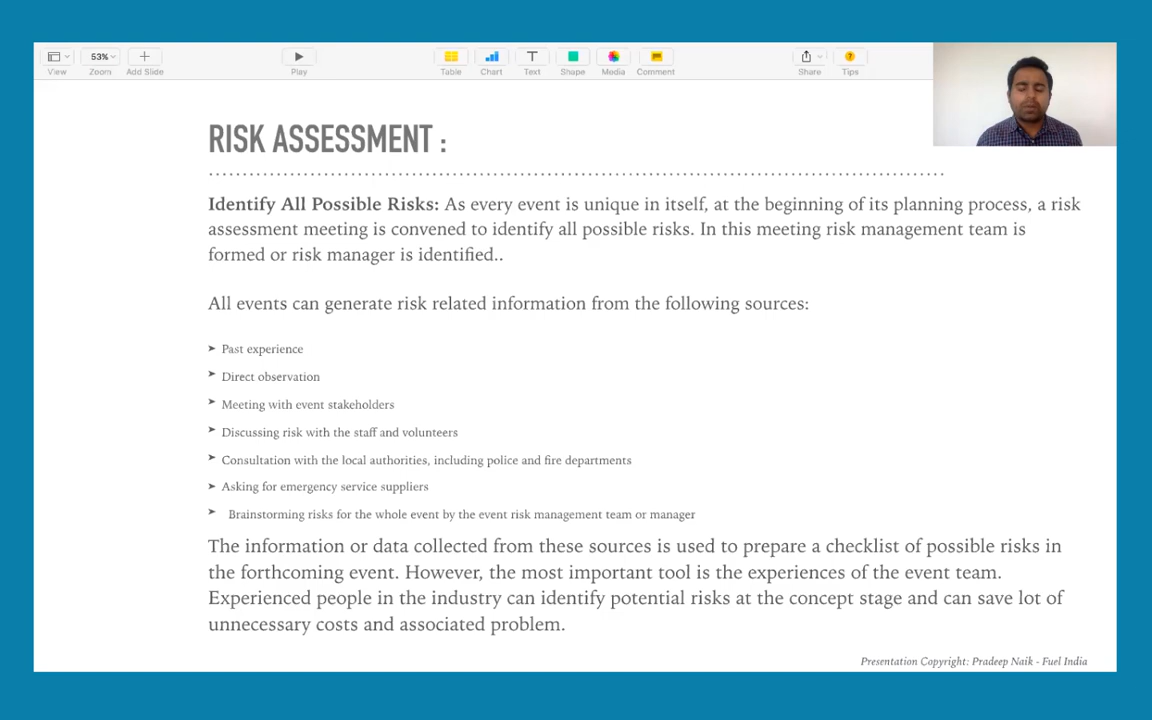 53%
View
Zoom
Add Slide
Play
Table
Chart
T
Text
Shape
Media
Comment
Share
?
Tips
RISK ASSESSMENT :
Identify All Possible Risks: As every event is unique in itself, at the beginning of its planning process, a risk
assessment meeting is convened to identify all possible risks. In this meeting risk management team is
formed or risk manager is identified..
All events can generate risk related information from the following sources:
➤ Past experience
➤ Direct observation
➤ Meeting with event stakeholders
➤ Discussing risk with the staff and volunteers
➤ Consultation with the local authorities, including police and fire departments
➤ Asking for emergency service suppliers
➤ Brainstorming risks for the whole event by the event risk management team or manager
The information or data collected from these sources is used to prepare a checklist of possible risks in
the forthcoming event. However, the most important tool is the experiences of the event team.
Experienced people in the industry can identify potential risks at the concept stage and can save lot of
unnecessary costs and associated problem.
Presentation Copyright: Pradeep Naik - Fuel India